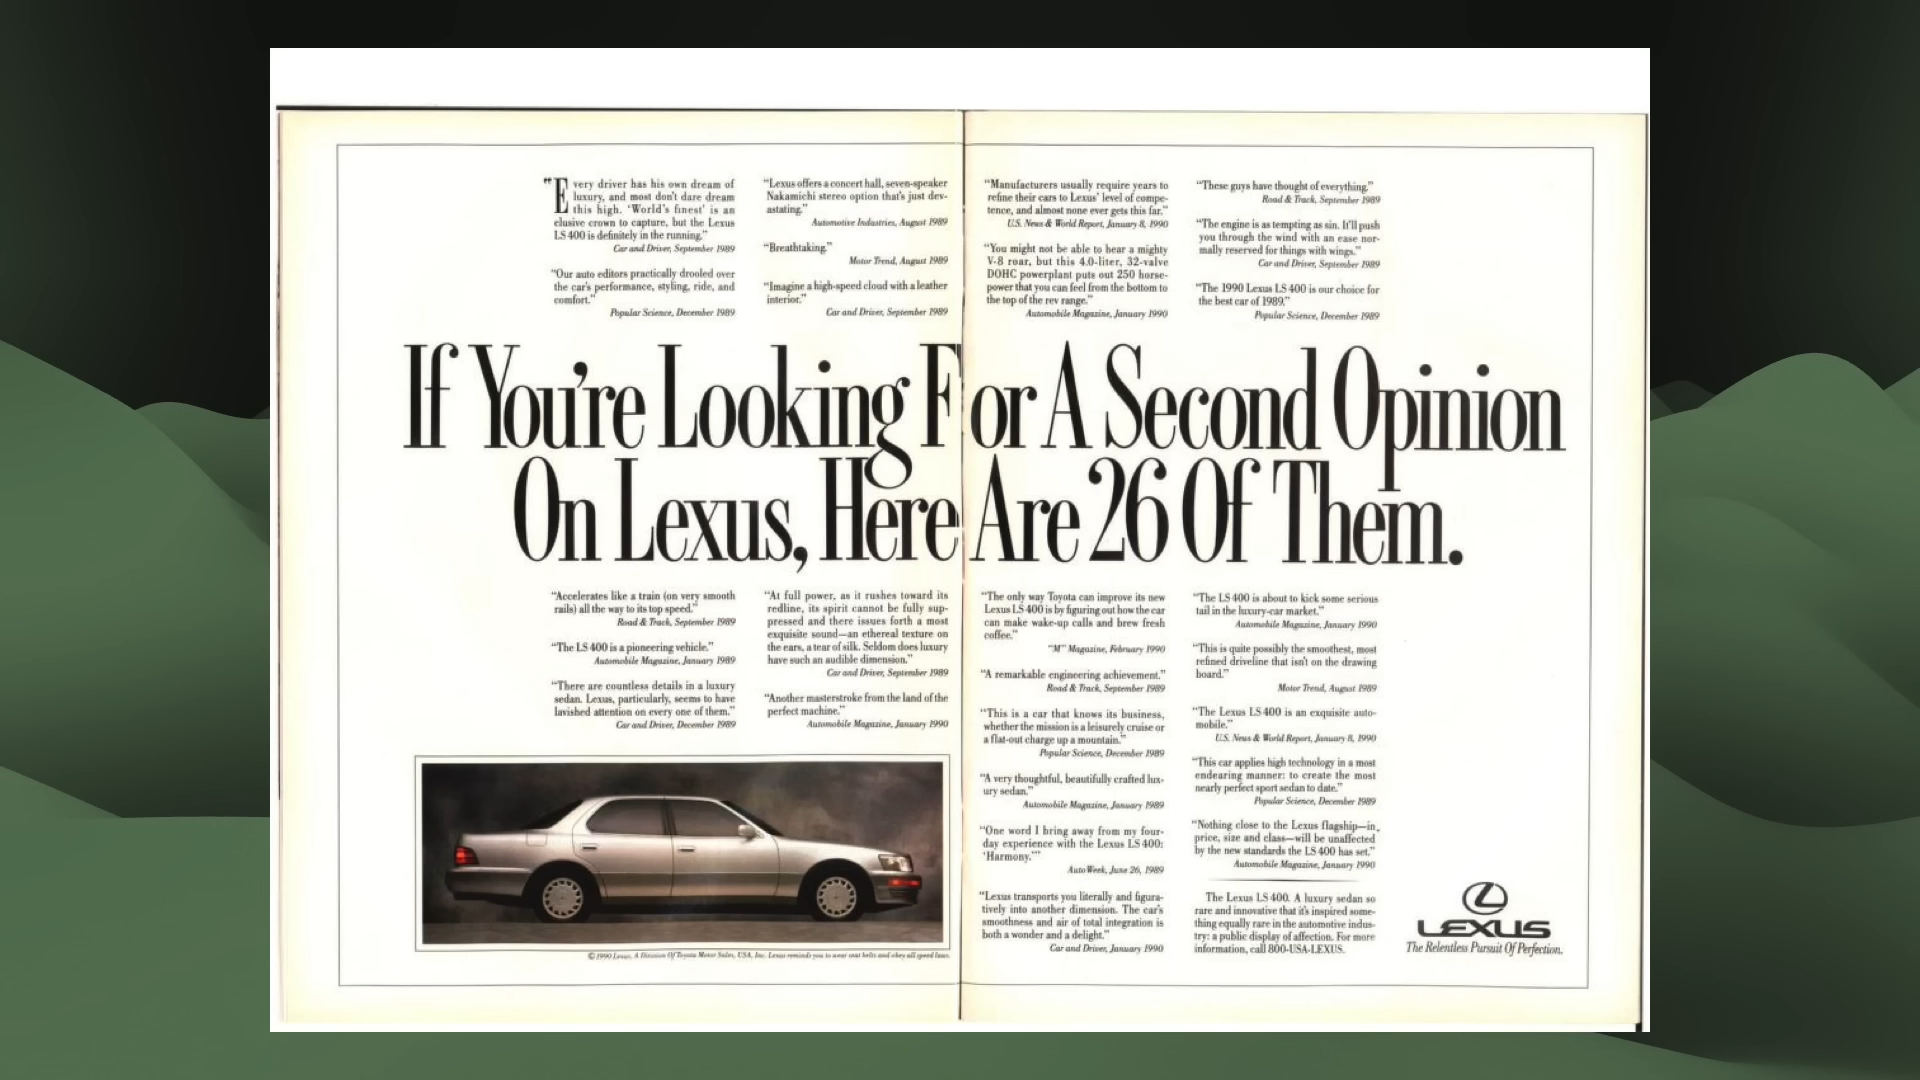 “Every driver has his own dream of
luxury, and most don't dare dream
this high. ‘World's finest’ is an
elusive crown to capture, but the Lexus
LS 400 is definitely in the running.”
Car and Driver, September 1989
“Our auto editors practically drooled over
the car's performance, styling, ride, and
comfort.”
Popular Science, December 1989
“Lexus offers a concert hall, seven-speaker
Nakamichi stereo option that's just dev-
astating.”
Automotive Industries, August 1989
“Breathtaking.”
Motor Trend, August 1989
“Imagine a high-speed cloud with a leather
interior.”
Car and Driver, September 1989
“Manufacturers usually require years to
refine their cars to Lexus' level of compe-
tence, and almost none ever gets this far.”
U.S. News & World Report, January 8, 1990
“You might not be able to hear a mighty
V-8 roar, but this 4.0-liter, 32-valve
DOHC powerplant puts out 250 horse-
power that you can feel from the bottom to
the top of the rev range.”
Automobile Magazine, January 1990
“These guys have thought of everything.”
Road & Track, September 1989
“The engine is as tempting as sin. It'll push
you through the wind with an ease nor-
mally reserved for things with wings.”
Car and Driver, September 1989
“The 1990 Lexus LS 400 is our choice for
the best car of 1989.”
Popular Science, December 1989
If You're Looking For A Second Opinion
On Lexus, Here Are 26 Of Them.
“Accelerates like a train (on very smooth
rails) all the way to its top speed.”
Road & Track, September 1989
“The LS 400 is a pioneering vehicle.”
Automobile Magazine, January 1989
“There are countless details in a luxury
sedan. Lexus, particularly, seems to have
lavished attention on every one of them.”
Car and Driver, December 1989
“At full power, as it rushes toward its
redline, its spirit cannot be fully sup-
pressed and there issues forth a most
exquisite sound—an ethereal texture on
the ears, a tear of silk. Seldom does luxury
have such an audible dimension.”
Car and Driver, September 1989
“Another masterstroke from the land of the
perfect machine.”
Automobile Magazine, January 1990
© 1990 Lexus, A Division Of Toyota Motor Sales, USA, Inc. Lexus reminds you to wear seat belts and obey all speed laws.
“The only way Toyota can improve its new
Lexus LS 400 is by figuring out how the car
can make wake-up calls and brew fresh
coffee.”
“M” Magazine, February 1990
“A remarkable engineering achievement.”
Road & Track, September 1989
“This is a car that knows its business,
whether the mission is a leisurely cruise or
a flat-out charge up a mountain.”
Popular Science, December 1989
“A very thoughtful, beautifully crafted lux-
ury sedan.”
Automobile Magazine, January 1989
“One word I bring away from my four-
day experience with the Lexus LS 400:
‘Harmony.’”
AutoWeek, June 26, 1989
“Lexus transports you literally and figura-
tively into another dimension. The car's
smoothness and air of total integration is
both a wonder and a delight.”
Car and Driver, January 1990
“The LS 400 is about to kick some serious
tail in the luxury-car market.”
Automobile Magazine, January 1990
“This is quite possibly the smoothest, most
refined driveline that isn't on the drawing
board.”
Motor Trend, August 1989
“The Lexus LS 400 is an exquisite auto-
mobile.”
U.S. News & World Report, January 8, 1990
“This car applies high technology in a most
endearing manner: to create the most
nearly perfect sport sedan to date.”
Popular Science, December 1989
“Nothing close to the Lexus flagship—in
price, size and class—will be unaffected
by the new standards the LS 400 has set.”
Automobile Magazine, January 1990
The Lexus LS 400. A luxury sedan so
rare and innovative that it's inspired some-
thing equally rare in the automotive indus-
try: a public display of affection. For more
information, call 800-USA-LEXUS.
LEXUS
The Relentless Pursuit Of Perfection.